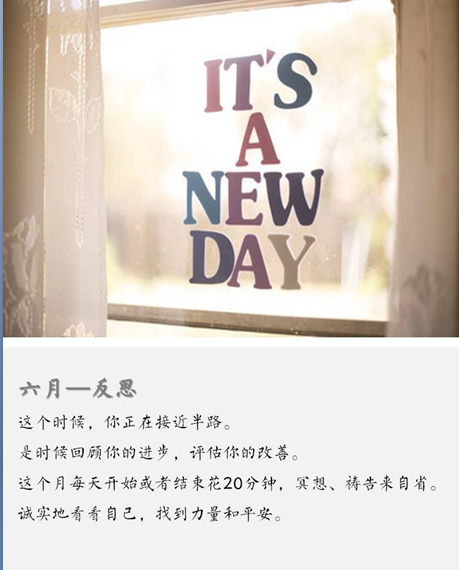 IT'S
A
NEW
DAY
六月—反思
这个时候，你正在接近半路。
是时候回顾你的进步，评估你的改善。
这个月每天开始或者结束花20分钟，冥想、祷告来自省。
诚实地看看自己，找到力量和平安。